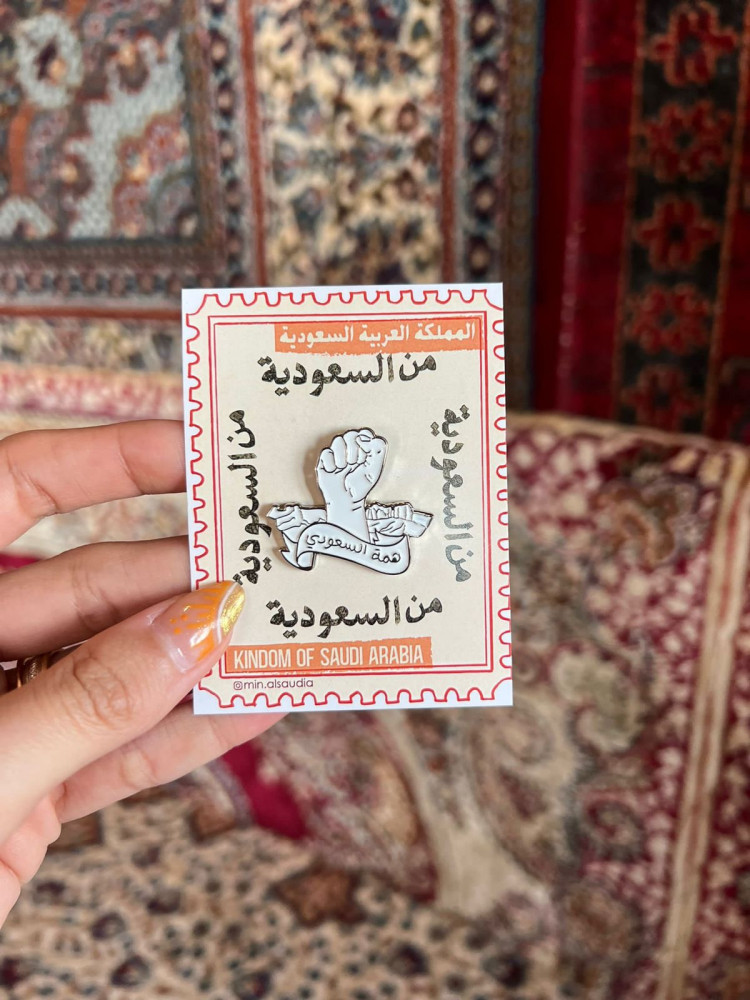 المملكة العربية السعودية
من السعودية
من السعودية
من السعودية
همة السعودي
من السعودية
KINDOM OF SAUDI ARABIA
@min.alsaudia